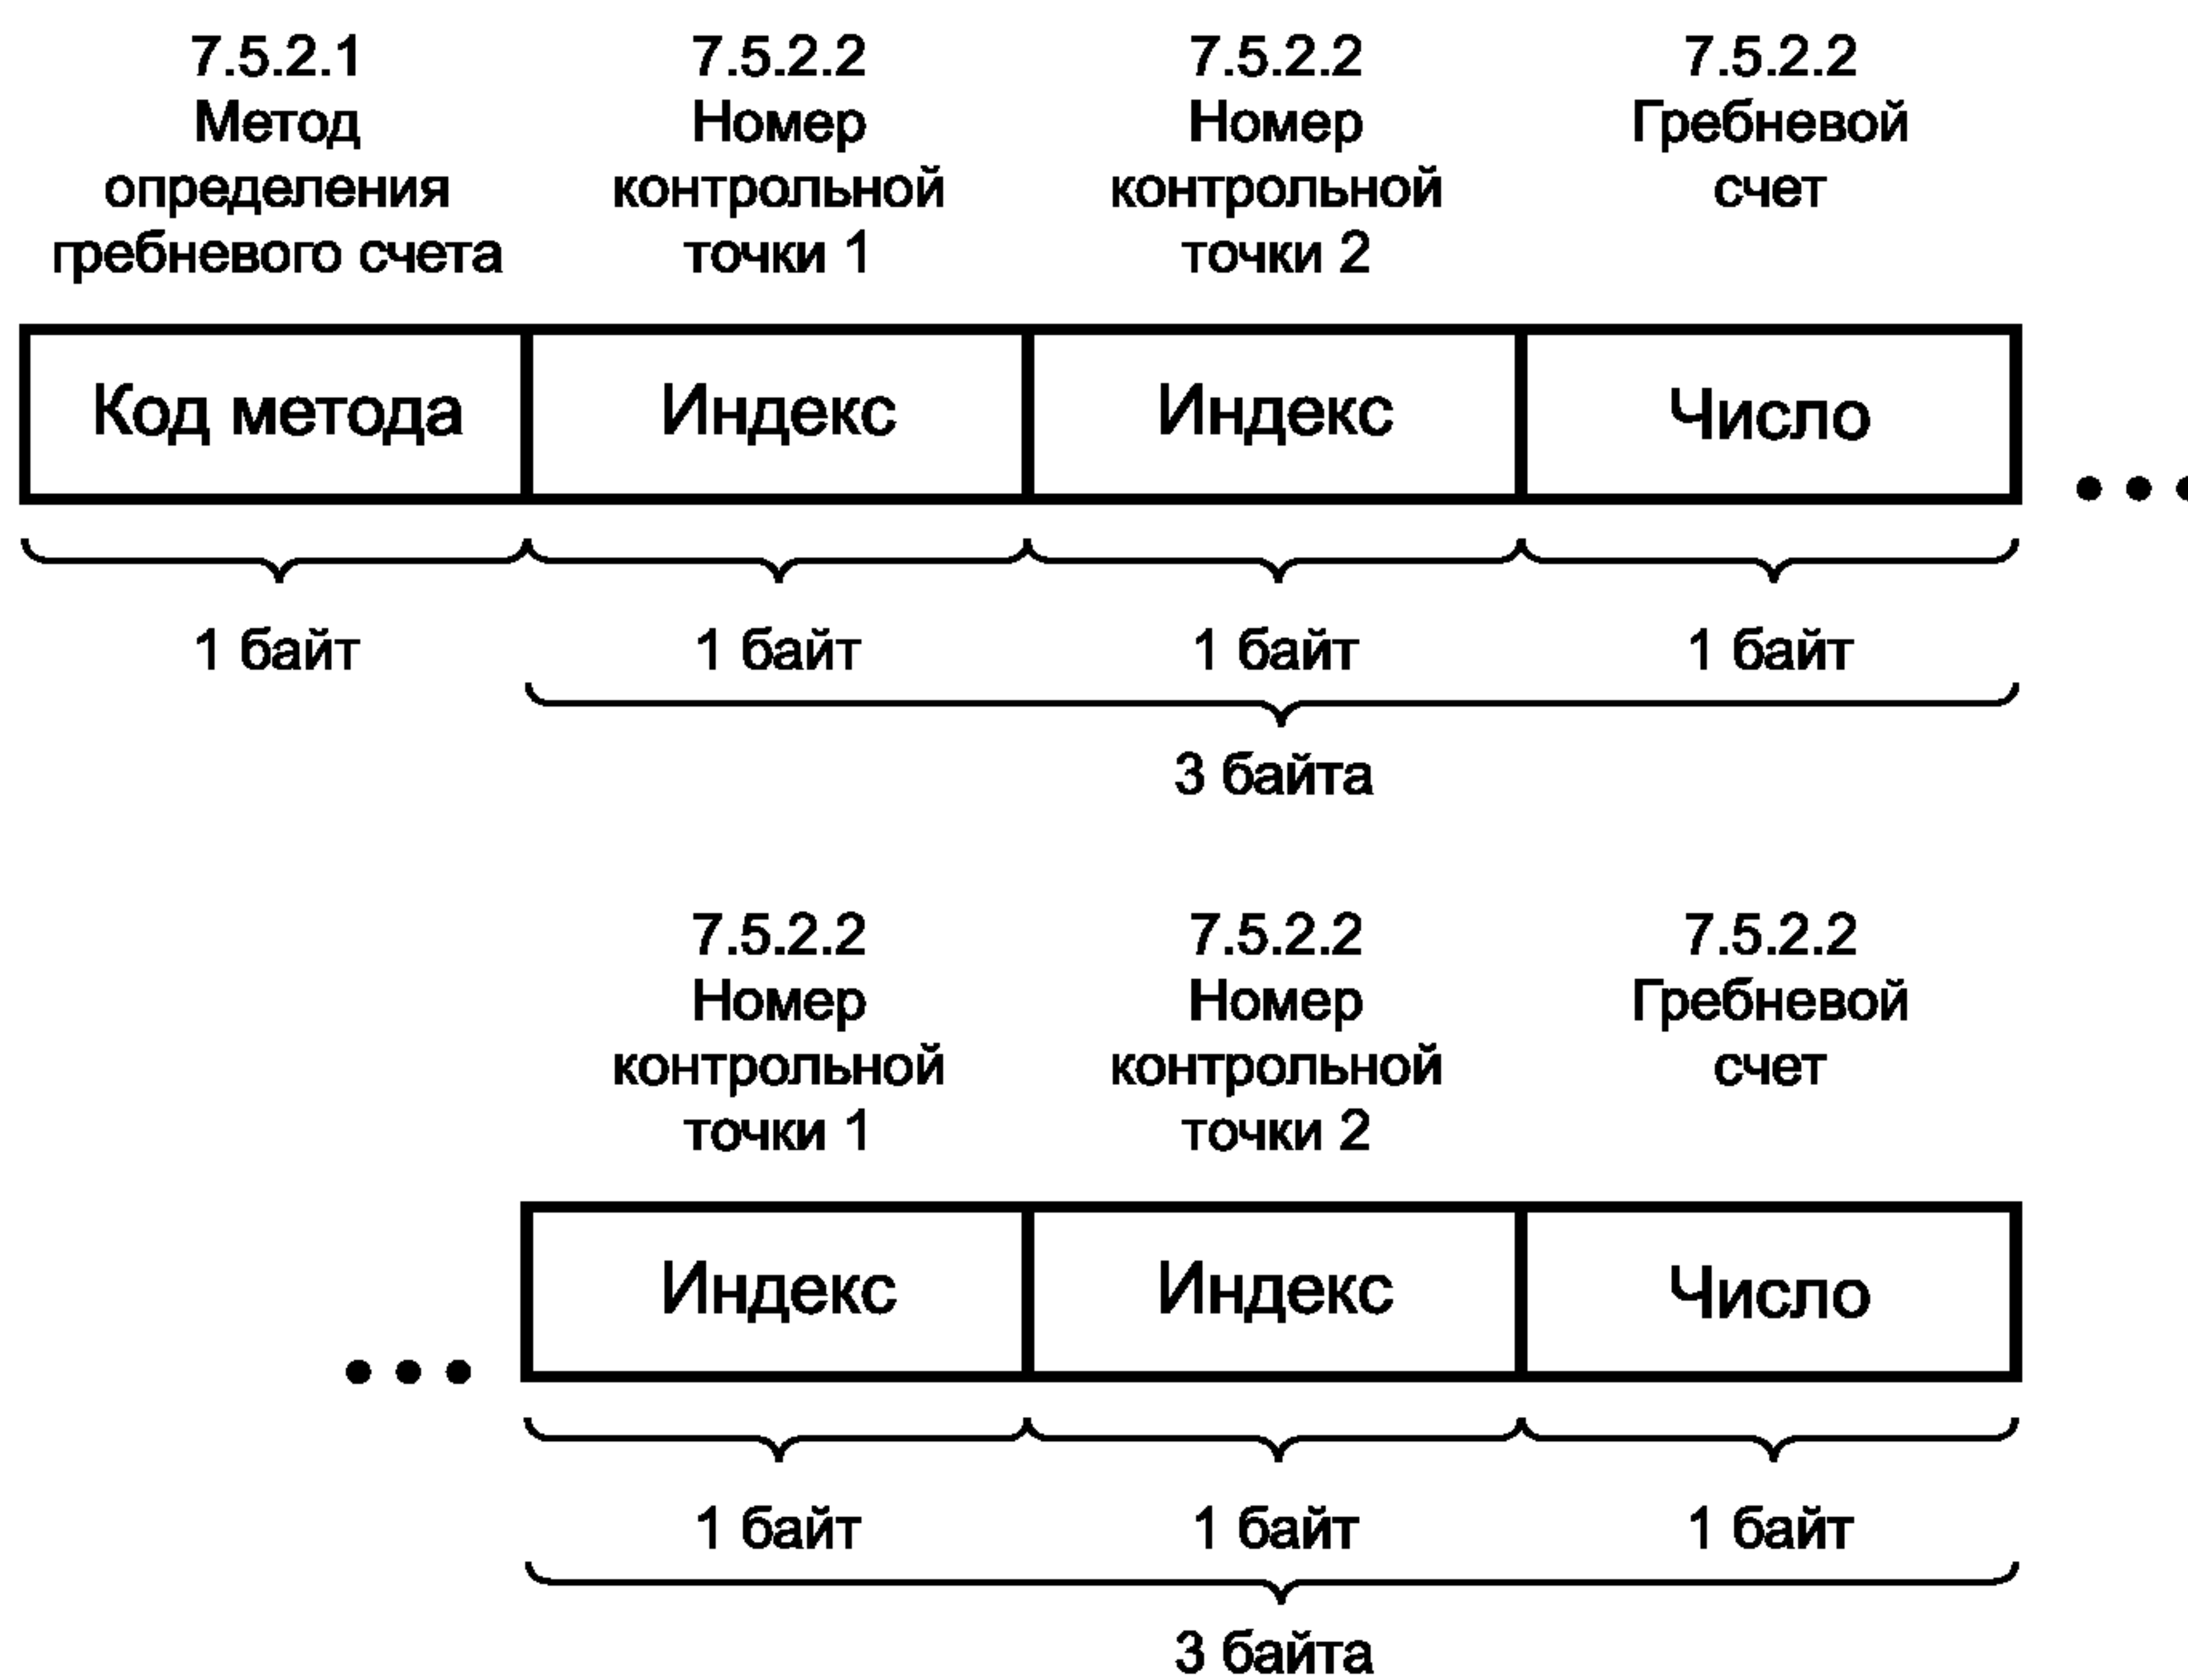 7.5.2.1 7.5.2.2 7.5.2.2 7.5.2.2
Метод Номер Номер Гребневой
определения контрольной контрольной счет
гребневого счета точки 1 точки 2
Код метода Индекс Индекс Число
1 байт 1 байт 1 байт 1 байт
3 байта
7.5.2.2 7.5.2.2 7.5.2.2
Номер Номер Гребневой
контрольной контрольной счет
точки 1 точки 2
Индекс Индекс Число
1 байт 1 байт 1 байт
3 байта